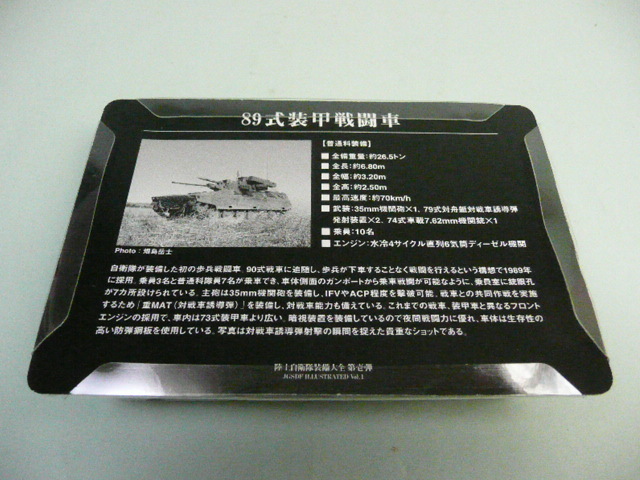 89式装甲戦闘車
【普通科装備】
■ 全備重量：約26.5トン
■ 全長：約6.80m
■ 全幅：約3.20m
■ 全高：約2.50m
■ 最高速度：約70km/h
■ 武装：35mm機関砲×1、79式対舟艇対戦車誘導弾
発射装置×2、74式車載7.62mm機関銃×1
■ 乗員：10名
■ エンジン：水冷4サイクル直列6気筒ディーゼル機関
Photo：畑島岳士
自衛隊が装備した初の歩兵戦闘車。90式戦車に追随し、歩兵が下車することなく戦闘を行えるという構想で1989年
に採用。乗員3名と普通科隊員7名が乗車でき、車体側面のガンポートから乗車戦闘が可能なように、乗員室に銃眼孔
が7カ所設けられている。主砲は35mm機関砲を装備し、IFVやACP程度を撃破可能。戦車との共同作戦を実施
するため「重MAT（対戦車誘導弾）」を装備し、対戦車能力も備えている。これまでの戦車、装甲車と異なるフロント
エンジンの採用で、車内は73式装甲車より広い。暗視装置を装備しているので夜間戦闘力に優れ、車体は生存性の
高い防弾鋼板を使用している。写真は対戦車誘導弾射撃の瞬間を捉えた貴重なショットである。
陸上自衛隊装備大全 第壱弾
JGSDF ILLUSTRATED Vol.1